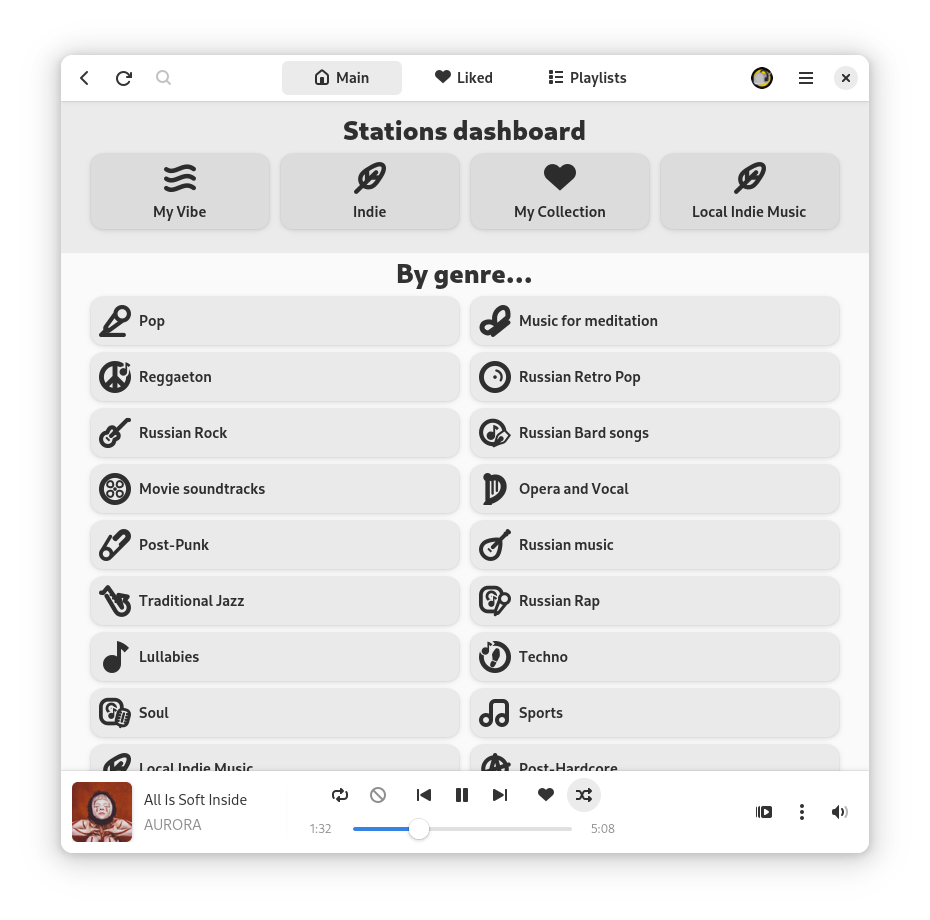 Main
Liked
Playlists
Stations dashboard
My Vibe
Indie
My Collection
Local Indie Music
By genre...
Pop
Music for meditation
Reggaeton
Russian Retro Pop
Russian Rock
Russian Bard songs
Movie soundtracks
Opera and Vocal
Post-Punk
Russian music
Traditional Jazz
Russian Rap
Lullabies
Techno
Soul
Sports
Local Indie Music
Post-Hardcore
All Is Soft Inside
AURORA
1:32
5:08